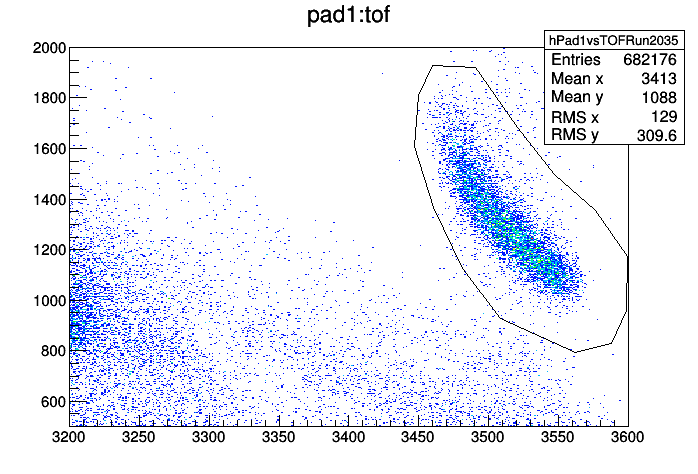 pad1:tof
hPad1vsTOFRun2035
Entries 682176
Mean x 3413
Mean y 1088
RMS x 129
RMS y 309.6
2000
1800
1600
1400
1200
1000
800
600
3200 3250 3300 3350 3400 3450 3500 3550 3600